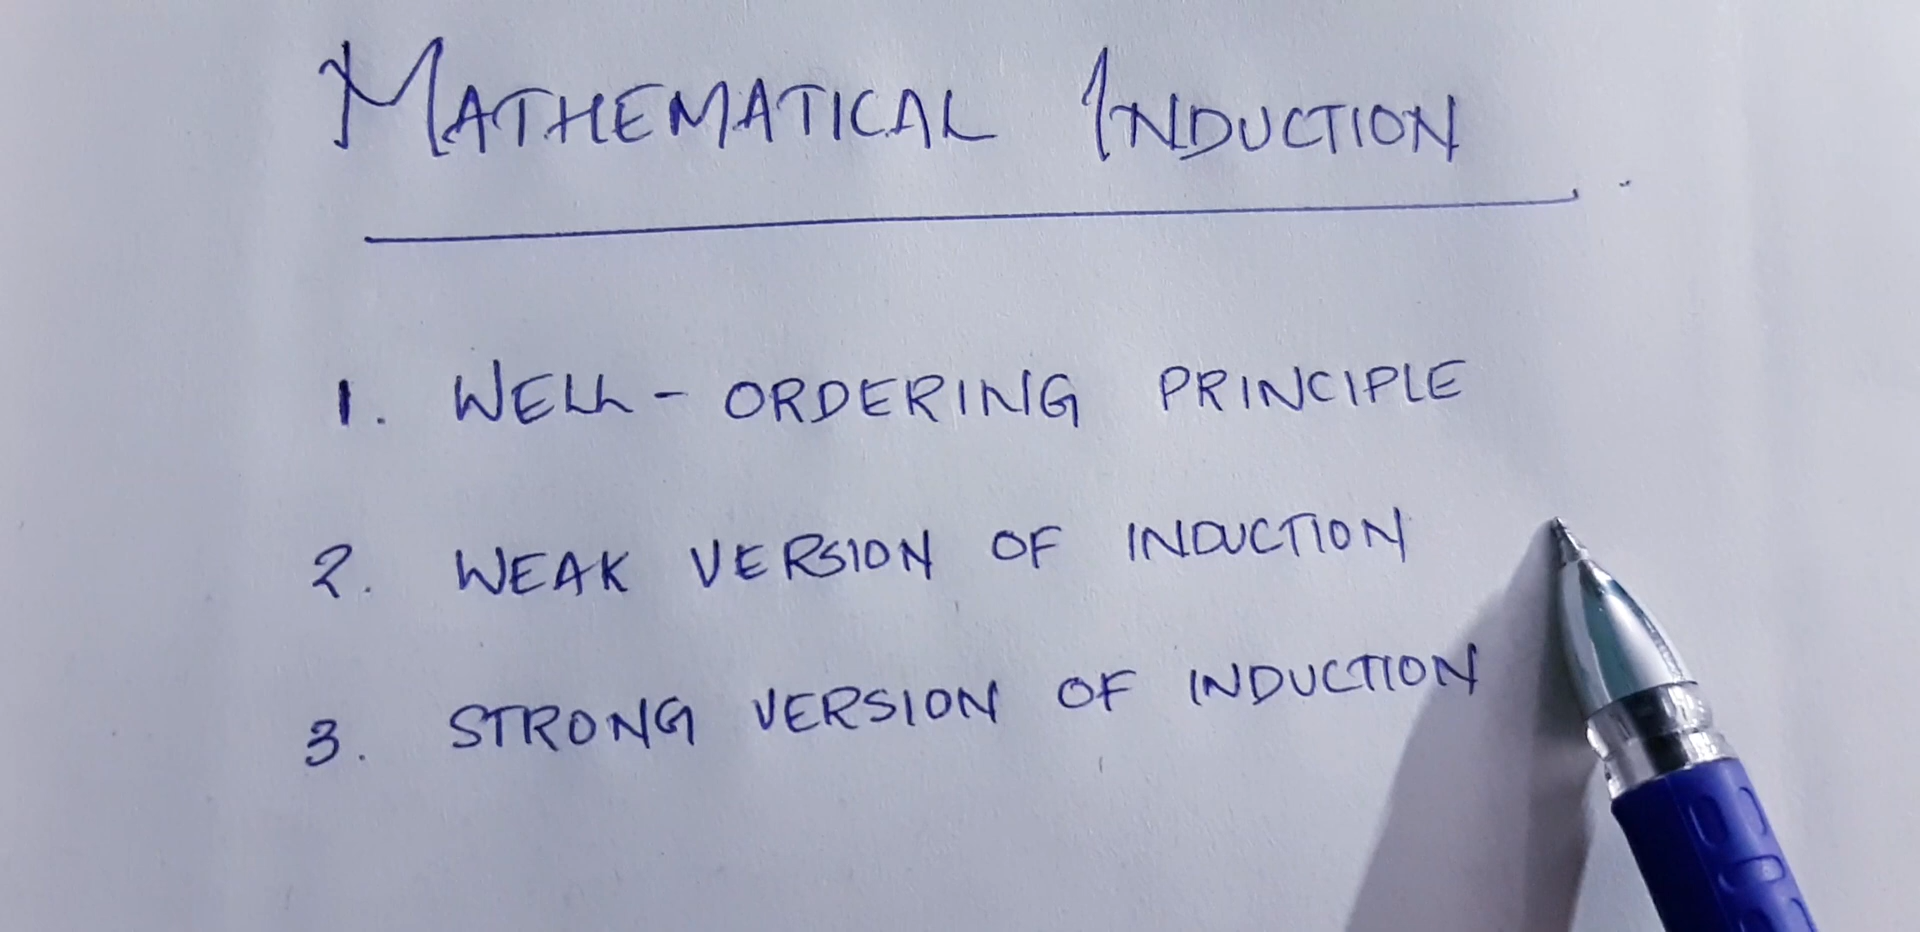 MATHEMATICAL INDUCTION
1. WELL-ORDERING PRINCIPLE
2. WEAK VERSION OF INDUCTION
3. STRONG VERSION OF INDUCTION